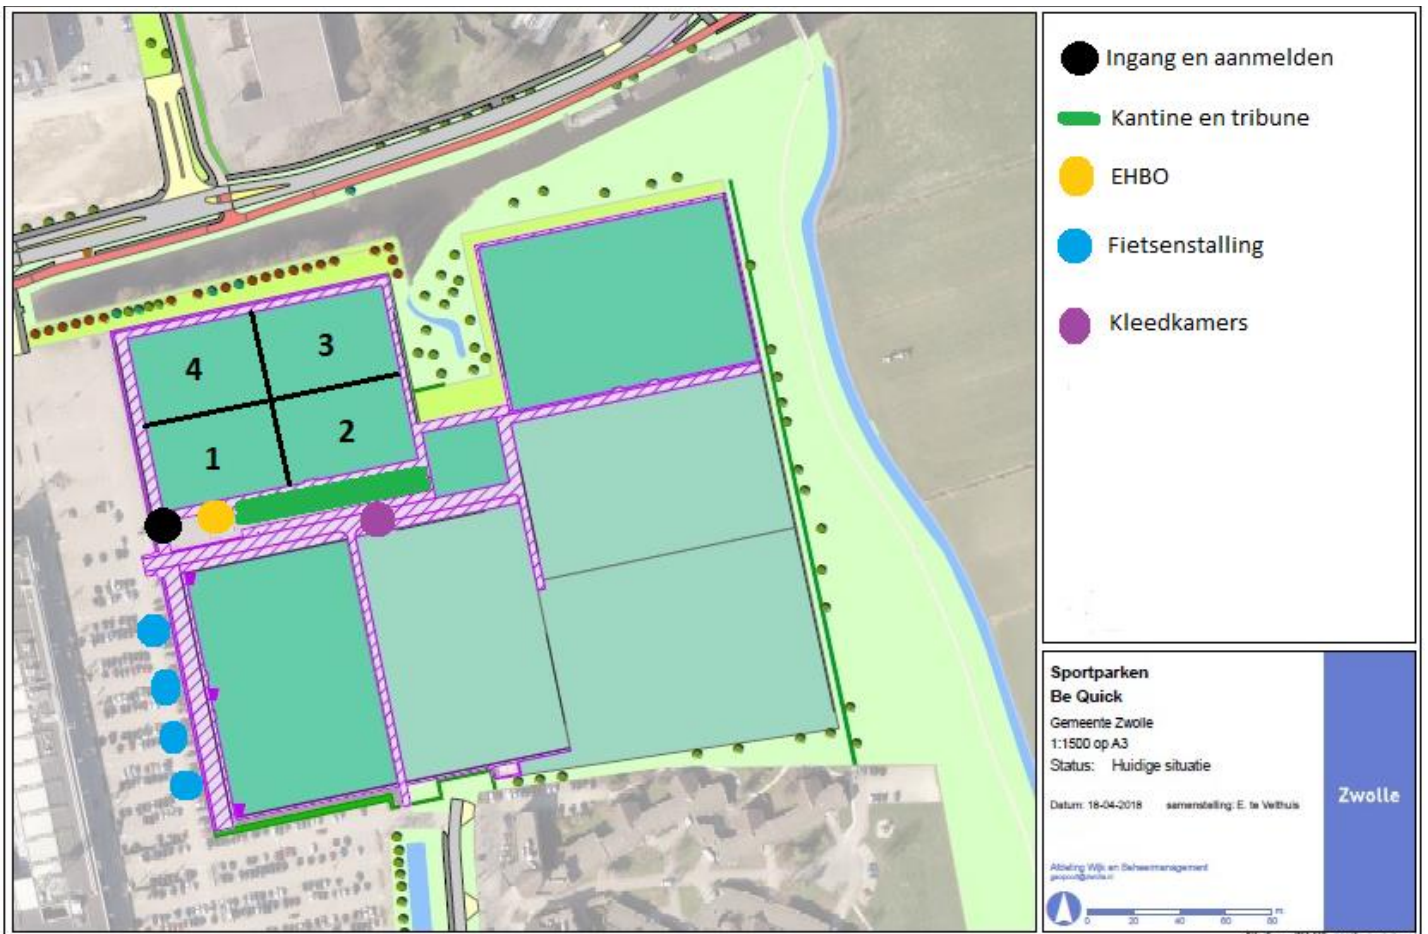 4
3
2
1
Ingang en aanmelden
Kantine en tribune
EHBO
Fietsenstalling
Kleedkamers
Sportparken
Be Quick
Gemeente Zwolle
1:1500 op A3
Status: Huidige situatie
Datum: 18-04-2018 samenstelling: E. te Velthuis
Afdeling Wijk en Beheermanagement
Zwolle
0 20 40 60 80